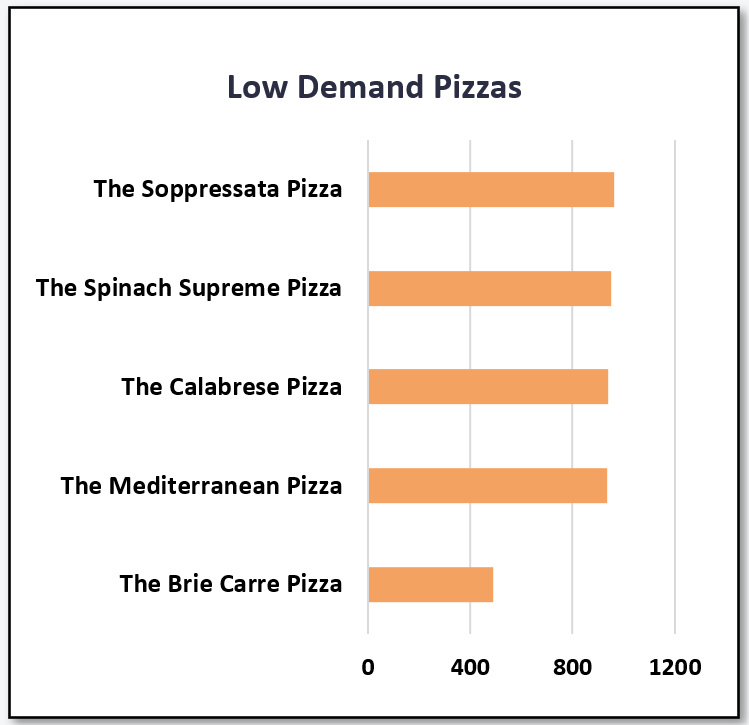 Low Demand Pizzas
The Soppressata Pizza
The Spinach Supreme Pizza
The Calabrese Pizza
The Mediterranean Pizza
The Brie Carre Pizza
0 400 800 1200